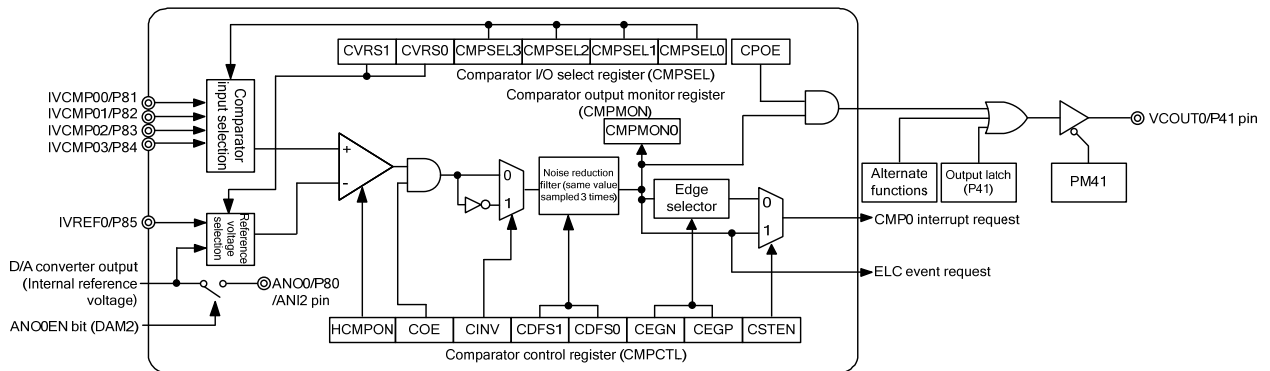 CVRS1 CVRS0 CMPSEL3 CMPSEL2 CMPSEL1 CMPSEL0 CPOE
Comparator I/O select register (CMPSEL)
Comparator output monitor register
(CMPMON)
CMPMON0
IVCMP00/P81
IVCMP01/P82
IVCMP02/P83
IVCMP03/P84
Comparator
input selection
+
-
0
1
Noise reduction
filter (same value
sampled 3 times)
Edge
selector
0
1
VCOUT0/P41 pin
Alternate
functions
Output latch
(P41)
PM41
CMP0 interrupt request
ELC event request
IVREF0/P85
Reference
voltage
selection
D/A converter output
(Internal reference
voltage)
ANO0/P80
/ANI2 pin
ANO0EN bit (DAM2)
HCMPON COE CINV CDFS1 CDFS0 CEGN CEGP CSTEN
Comparator control register (CMPCTL)